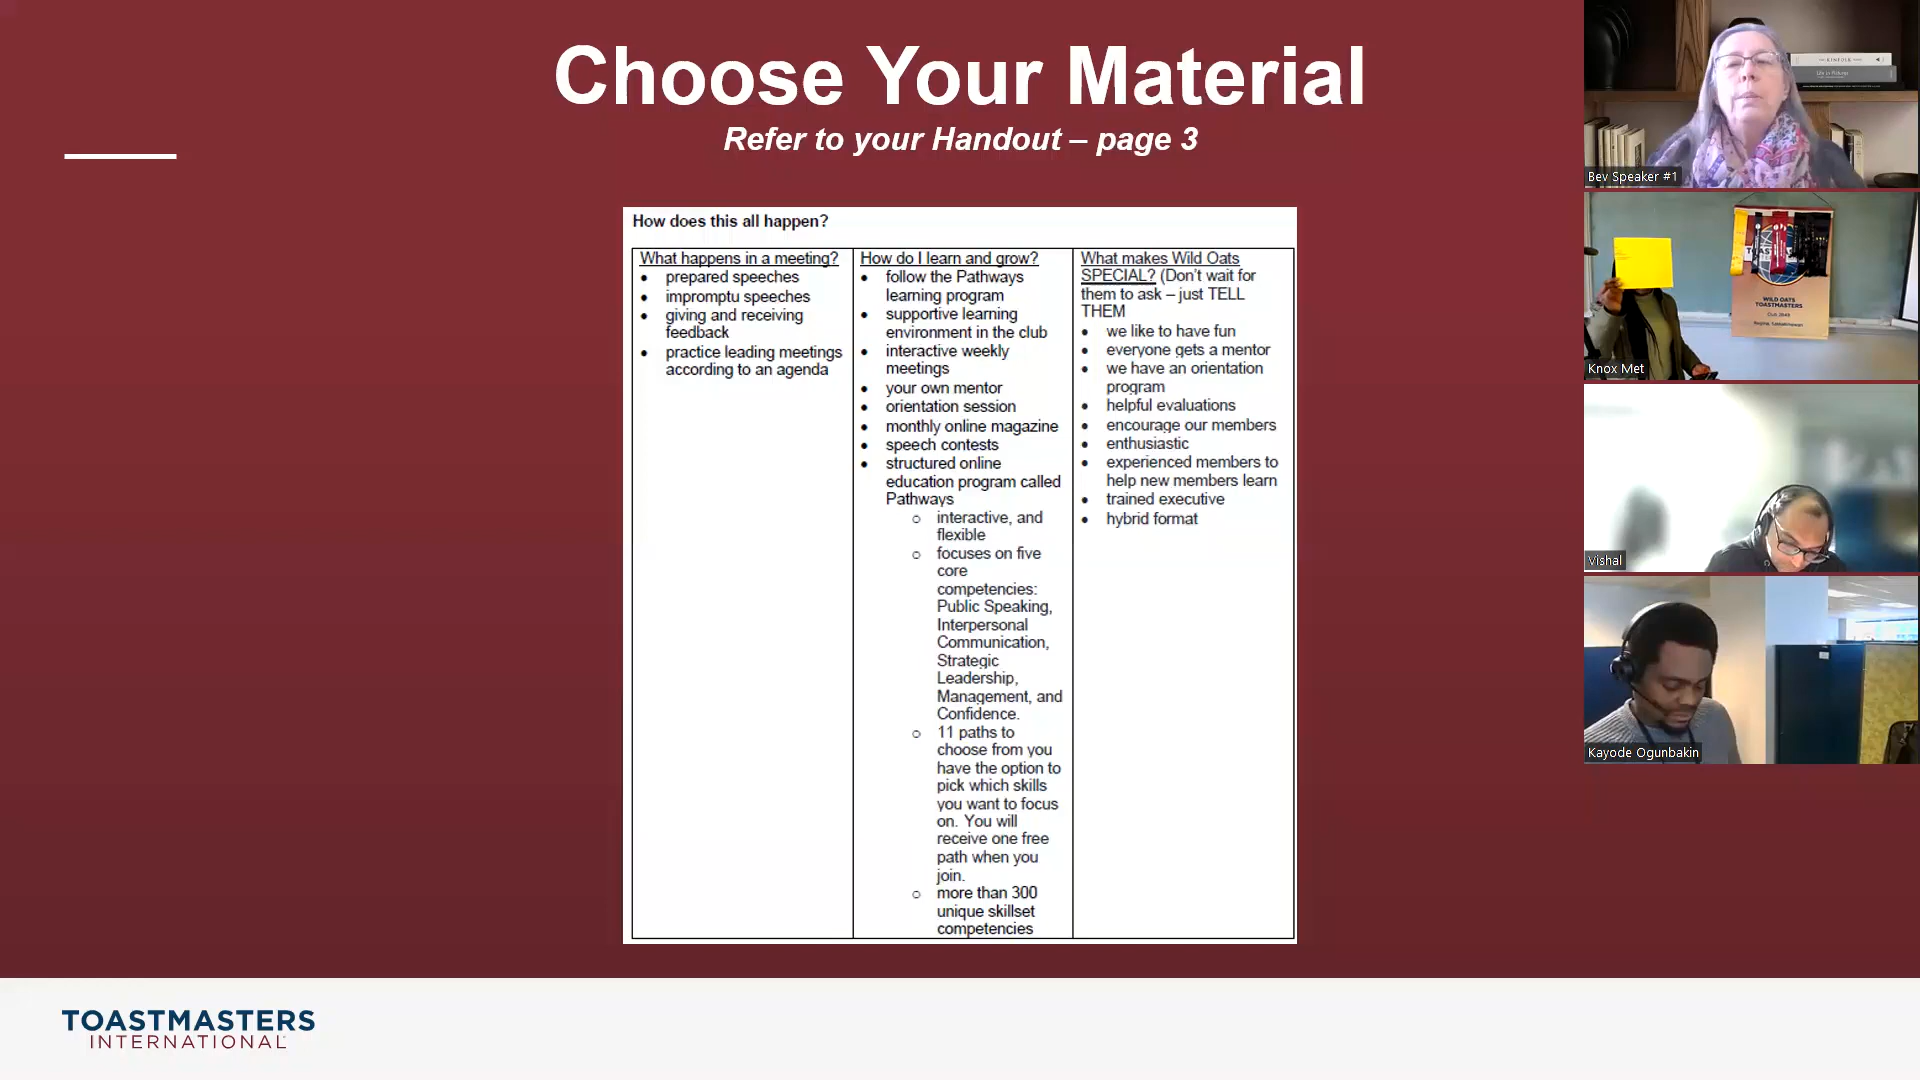 Choose Your Material
Refer to your Handout – page 3
How does this all happen?
What happens in a meeting?
• prepared speeches
• impromptu speeches
• giving and receiving
feedback
• practice leading meetings
according to an agenda
How do I learn and grow?
• follow the Pathways
learning program
• supportive learning
environment in the club
• interactive weekly
meetings
• your own mentor
• orientation session
• monthly online magazine
• speech contests
• structured online
education program called
Pathways
o interactive, and
flexible
o focuses on five
core
competencies:
Public Speaking,
Interpersonal
Communication,
Strategic
Leadership,
Management, and
Confidence.
o 11 paths to
choose from you
have the option to
pick which skills
you want to focus
on. You will
receive one free
path when you
join.
o more than 300
unique skillset
competencies
What makes Wild Oats
SPECIAL? (Don't wait for
them to ask – just TELL
THEM
• we like to have fun
• everyone gets a mentor
• we have an orientation
program
• helpful evaluations
• encourage our members
• enthusiastic
• experienced members to
help new members learn
• trained executive
• hybrid format
TOASTMASTERS
INTERNATIONAL
Bev Speaker #1
WILD OATS
TOASTMASTERS
Knox Met
Vishal
Kayode Ogunbakin